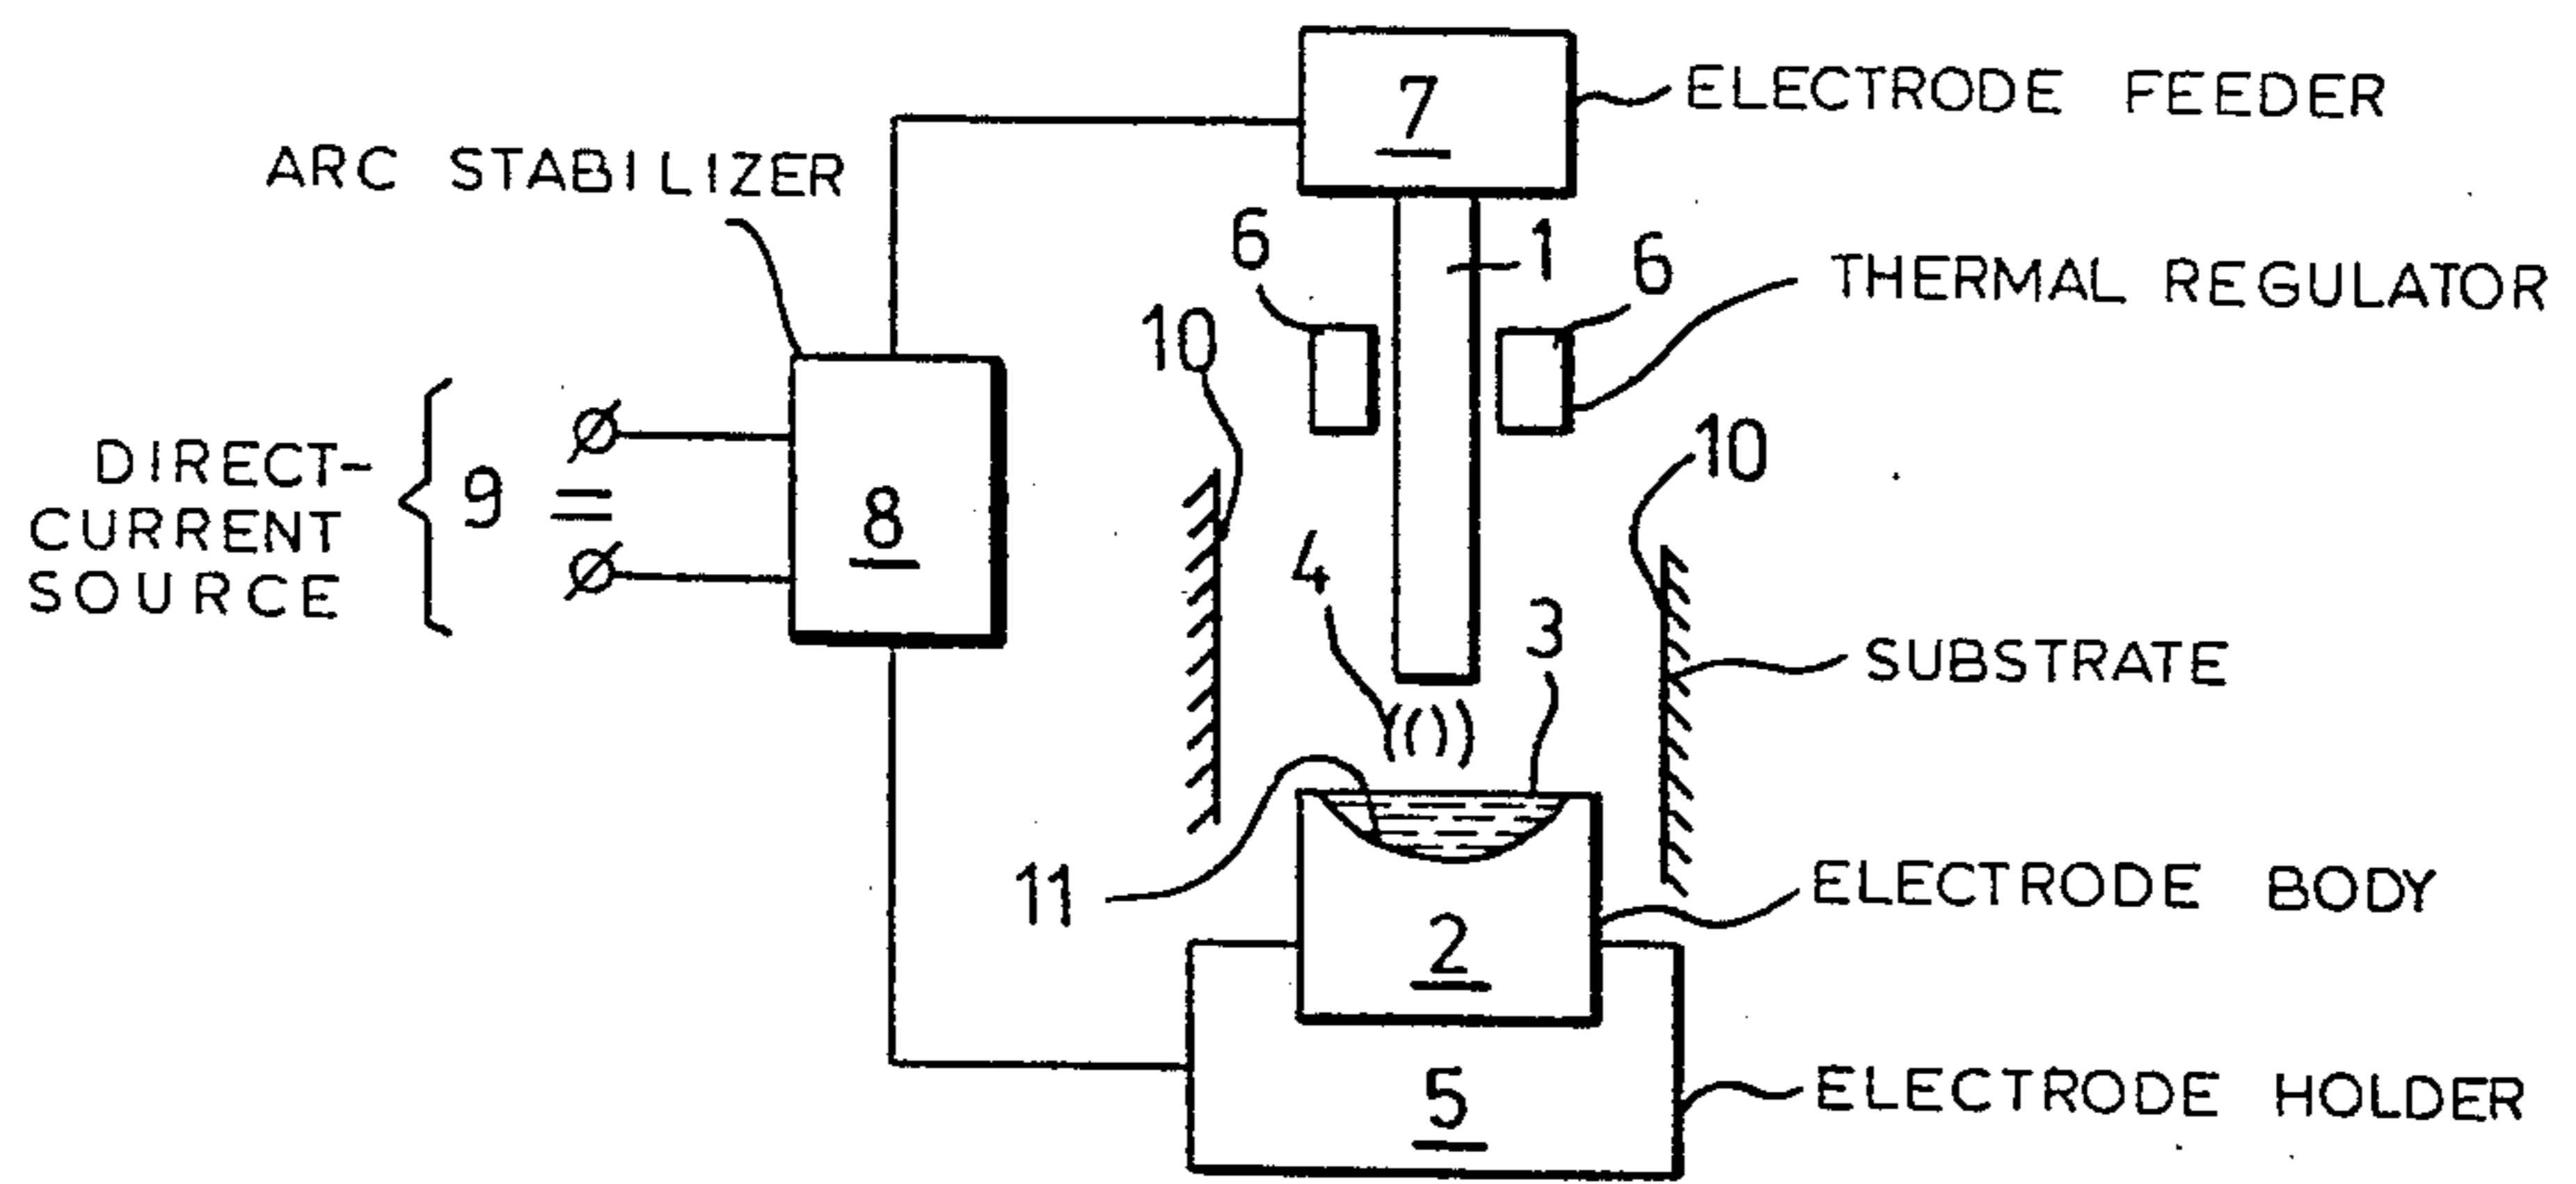 7
ELECTRODE FEEDER
ARC STABILIZER
6
1
6
THERMAL REGULATOR
10
10
DIRECT-
CURRENT
SOURCE
9
8
4
3
SUBSTRATE
11
2
ELECTRODE BODY
5
ELECTRODE HOLDER